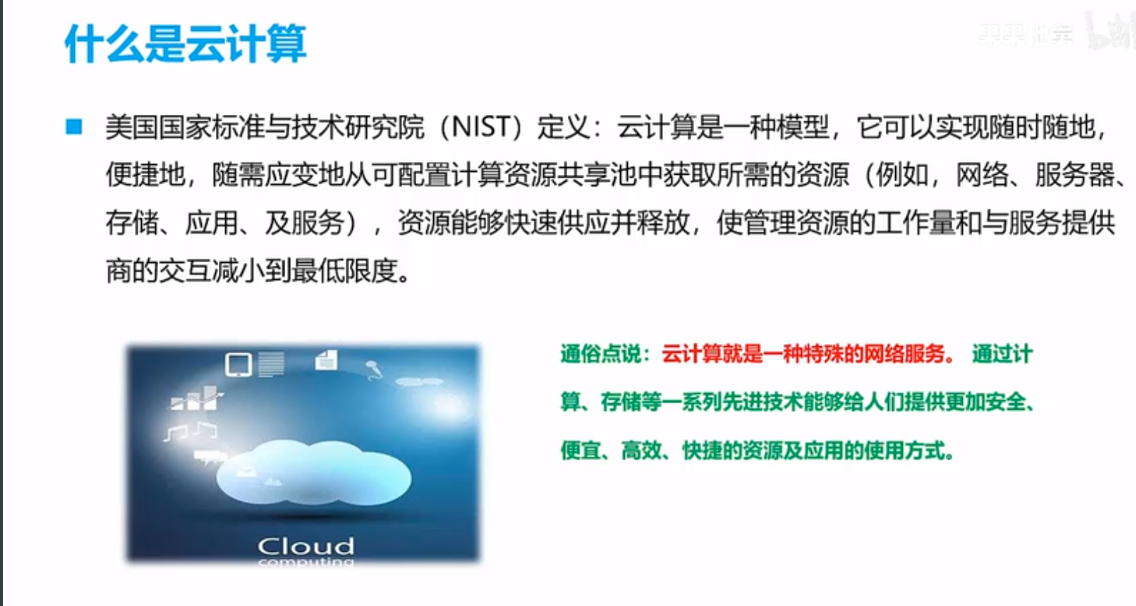 什么是云计算
美国国家标准与技术研究院（NIST）定义：云计算是一种模型，它可以实现随时随地，
便捷地，随需应变地从可配置计算资源共享池中获取所需的资源（例如，网络、服务器、
存储、应用、及服务），资源能够快速供应并释放，使管理资源的工作量和与服务提供
商的交互减小到最低限度。
通俗点说：云计算就是一种特殊的网络服务。 通过计
算、存储等一系列先进技术能够给人们提供更加安全、
便宜、高效、快捷的资源及应用的使用方式。
Cloud
computing